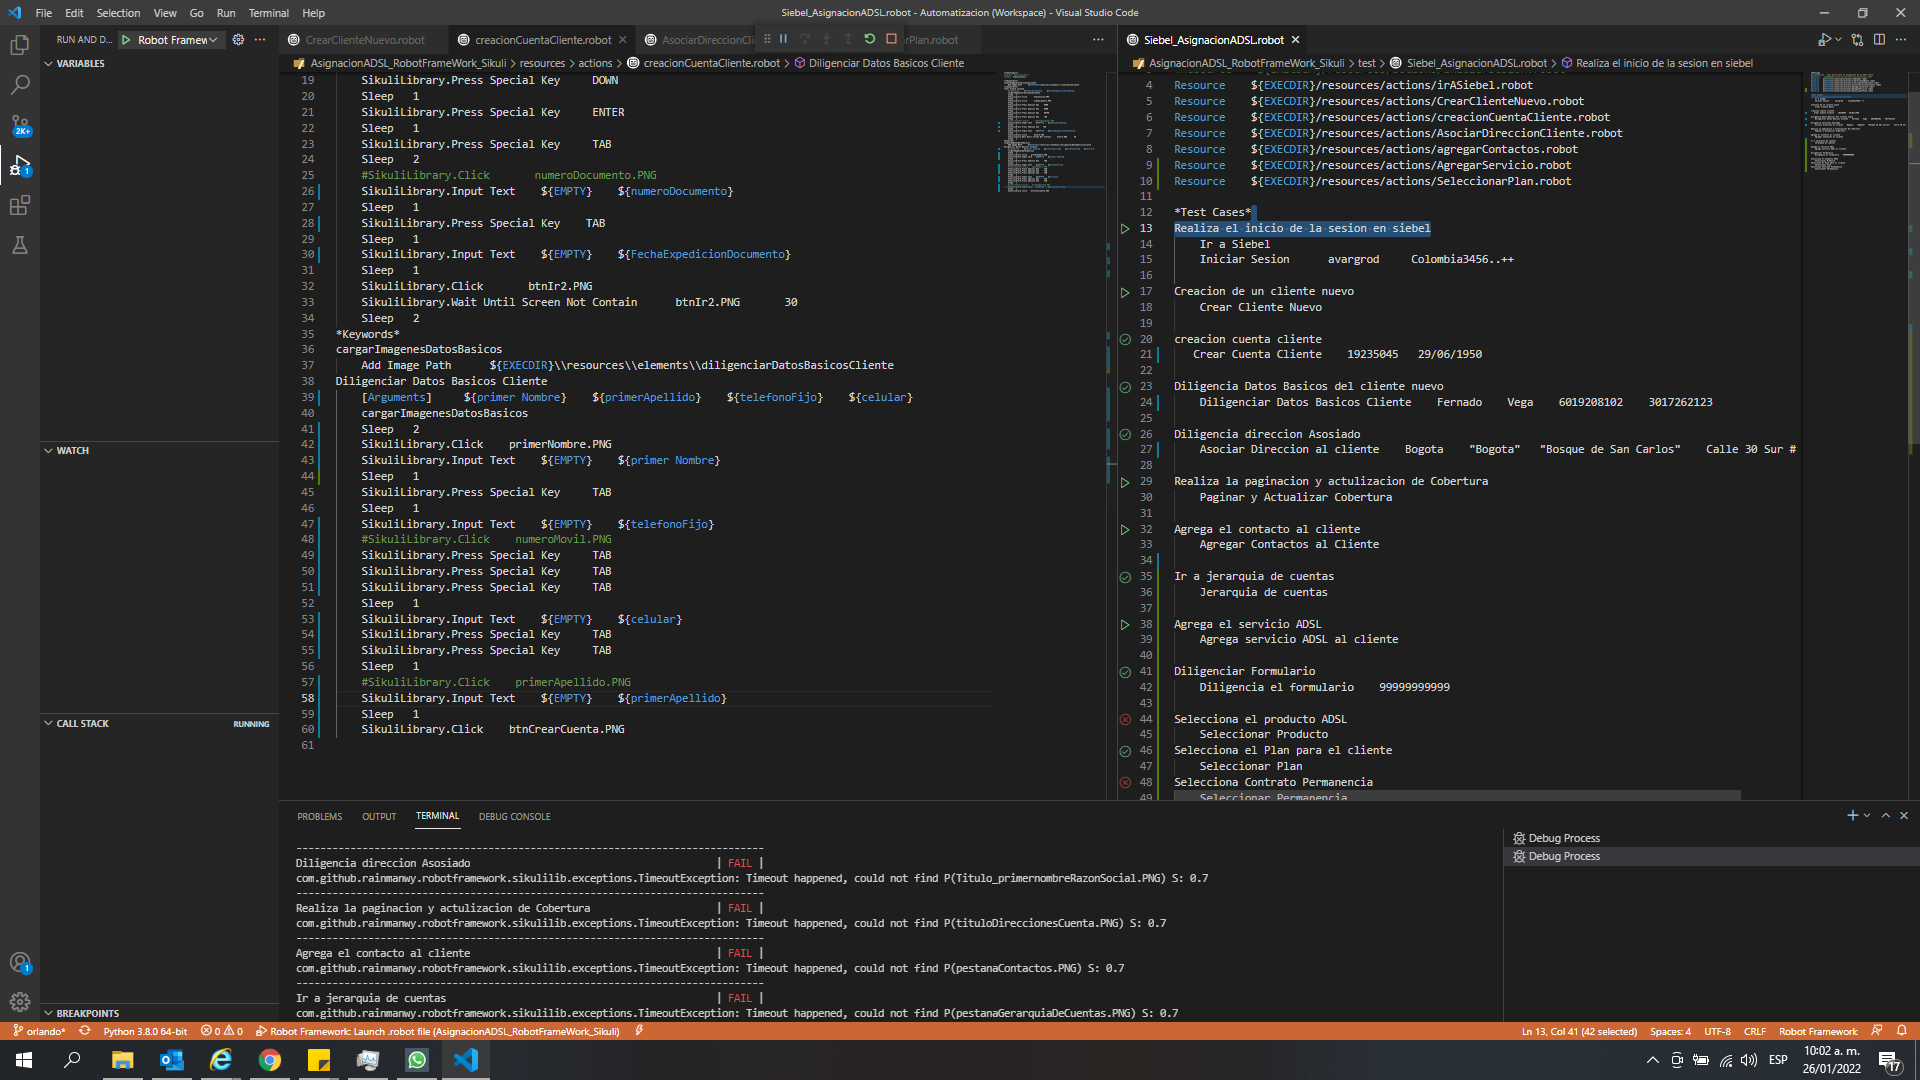 File Edit Selection View Go Run Terminal Help
Siebel_AsignacionADSL.robot - Automatizacion (Workspace) - Visual Studio Code
RUN AND D... Robot Framew
VARIABLES
WATCH
CALL STACK RUNNING
BREAKPOINTS
2K+
1
1
CrearClienteNuevo.robot creacionCuentaCliente.robot AsociarDireccionCli rPlan.robot
AsignacionADSL_RobotFrameWork_Sikuli > resources > actions > creacionCuentaCliente.robot > Diligenciar Datos Basicos Cliente
19 SikuliLibrary.Press Special Key DOWN
20 Sleep 1
21 SikuliLibrary.Press Special Key ENTER
22 Sleep 1
23 SikuliLibrary.Press Special Key TAB
24 Sleep 2
25 #SikuliLibrary.Click numeroDocumento.PNG
26 SikuliLibrary.Input Text ${EMPTY} ${numeroDocumento}
27 Sleep 1
28 SikuliLibrary.Press Special Key TAB
29 Sleep 1
30 SikuliLibrary.Input Text ${EMPTY} ${FechaExpedicionDocumento}
31 Sleep 1
32 SikuliLibrary.Click btnIr2.PNG
33 SikuliLibrary.Wait Until Screen Not Contain btnIr2.PNG 30
34 Sleep 2
35 *Keywords*
36 cargarImagenesDatosBasicos
37 Add Image Path ${EXECDIR}\\resources\\elements\\diligenciarDatosBasicosCliente
38 Diligenciar Datos Basicos Cliente
39 [Arguments] ${primer Nombre} ${primerApellido} ${telefonoFijo} ${celular}
40 cargarImagenesDatosBasicos
41 Sleep 2
42 SikuliLibrary.Click primerNombre.PNG
43 SikuliLibrary.Input Text ${EMPTY} ${primer Nombre}
44 Sleep 1
45 SikuliLibrary.Press Special Key TAB
46 Sleep 1
47 SikuliLibrary.Input Text ${EMPTY} ${telefonoFijo}
48 #SikuliLibrary.Click numeroMovil.PNG
49 SikuliLibrary.Press Special Key TAB
50 SikuliLibrary.Press Special Key TAB
51 SikuliLibrary.Press Special Key TAB
52 Sleep 1
53 SikuliLibrary.Input Text ${EMPTY} ${celular}
54 SikuliLibrary.Press Special Key TAB
55 SikuliLibrary.Press Special Key TAB
56 Sleep 1
57 #SikuliLibrary.Click primerApellido.PNG
58 SikuliLibrary.Input Text ${EMPTY} ${primerApellido}
59 Sleep 1
60 SikuliLibrary.Click btnCrearCuenta.PNG
61
Siebel_AsignacionADSL.robot
AsignacionADSL_RobotFrameWork_Sikuli > test > Siebel_AsignacionADSL.robot > Realiza el inicio de la sesion en siebel
4 Resource ${EXECDIR}/resources/actions/irASiebel.robot
5 Resource ${EXECDIR}/resources/actions/CrearClienteNuevo.robot
6 Resource ${EXECDIR}/resources/actions/creacionCuentaCliente.robot
7 Resource ${EXECDIR}/resources/actions/AsociarDireccionCliente.robot
8 Resource ${EXECDIR}/resources/actions/agregarContactos.robot
9 Resource ${EXECDIR}/resources/actions/AgregarServicio.robot
10 Resource ${EXECDIR}/resources/actions/SeleccionarPlan.robot
11
12 *Test Cases*
13 Realiza el inicio de la sesion en siebel
14 Ir a Siebel
15 Iniciar Sesion avargrod Colombia3456..++
16
17 Creacion de un cliente nuevo
18 Crear Cliente Nuevo
19
20 creacion cuenta cliente
21 Crear Cuenta Cliente 19235045 29/06/1950
22
23 Diligencia Datos Basicos del cliente nuevo
24 Diligenciar Datos Basicos Cliente Fernado Vega 6019208102 3017262123
25
26 Diligencia direccion Asosiado
27 Asociar Direccion al cliente Bogota "Bogota" "Bosque de San Carlos" Calle 30 Sur #
28
29 Realiza la paginacion y actulizacion de Cobertura
30 Paginar y Actualizar Cobertura
31
32 Agrega el contacto al cliente
33 Agregar Contactos al Cliente
34
35 Ir a jerarquia de cuentas
36 Jerarquia de cuentas
37
38 Agrega el servicio ADSL
39 Agrega servicio ADSL al cliente
40
41 Diligenciar Formulario
42 Diligencia el formulario 99999999999
43
44 Selecciona el producto ADSL
45 Seleccionar Producto
46 Selecciona el Plan para el cliente
47 Seleccionar Plan
48 Selecciona Contrato Permanencia
49 Seleccionar Permanencia
PROBLEMS OUTPUT TERMINAL DEBUG CONSOLE
------------------------------------------------------------------------------
Diligencia direccion Asosiado | FAIL |
com.github.rainmanwy.robotframework.sikulilib.exceptions.TimeoutException: Timeout happened, could not find P(Titulo_primernombreRazonSocial.PNG) S: 0.7
------------------------------------------------------------------------------
Realiza la paginacion y actulizacion de Cobertura | FAIL |
com.github.rainmanwy.robotframework.sikulilib.exceptions.TimeoutException: Timeout happened, could not find P(tituloDireccionesCuenta.PNG) S: 0.7
------------------------------------------------------------------------------
Agrega el contacto al cliente | FAIL |
com.github.rainmanwy.robotframework.sikulilib.exceptions.TimeoutException: Timeout happened, could not find P(pestanaContactos.PNG) S: 0.7
------------------------------------------------------------------------------
Ir a jerarquia de cuentas | FAIL |
com.github.rainmanwy.robotframework.sikulilib.exceptions.TimeoutException: Timeout happened, could not find P(pestanaGerarquiaDeCuentas.PNG) S: 0.7
Debug Process
Debug Process
1
orlando* Python 3.8.0 64-bit 0 0 Robot Framework: Launch .robot file (AsignacionADSL_RobotFrameWork_Sikuli)
Ln 13, Col 41 (42 selected) Spaces: 4 UTF-8 CRLF Robot Framework
ESP 10:02 a. m.
26/01/2022
17